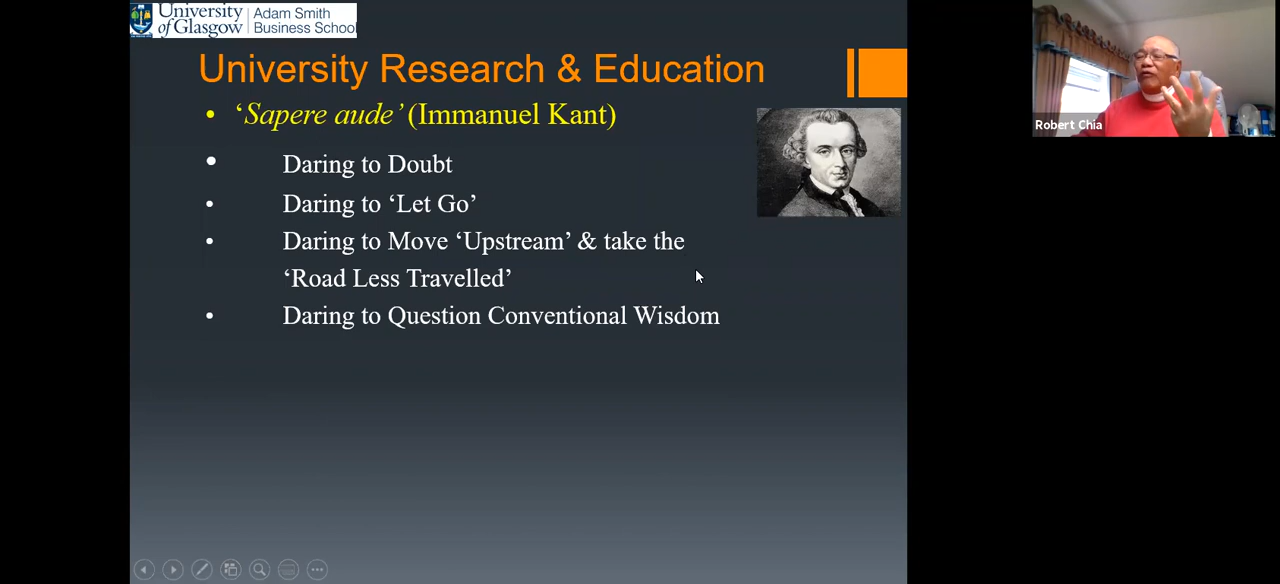 University of Glasgow
Adam Smith Business School
University Research & Education
• ‘Sapere aude’ (Immanuel Kant)
• Daring to Doubt
• Daring to ‘Let Go’
• Daring to Move ‘Upstream’ & take the
‘Road Less Travelled’
• Daring to Question Conventional Wisdom
Robert Chia